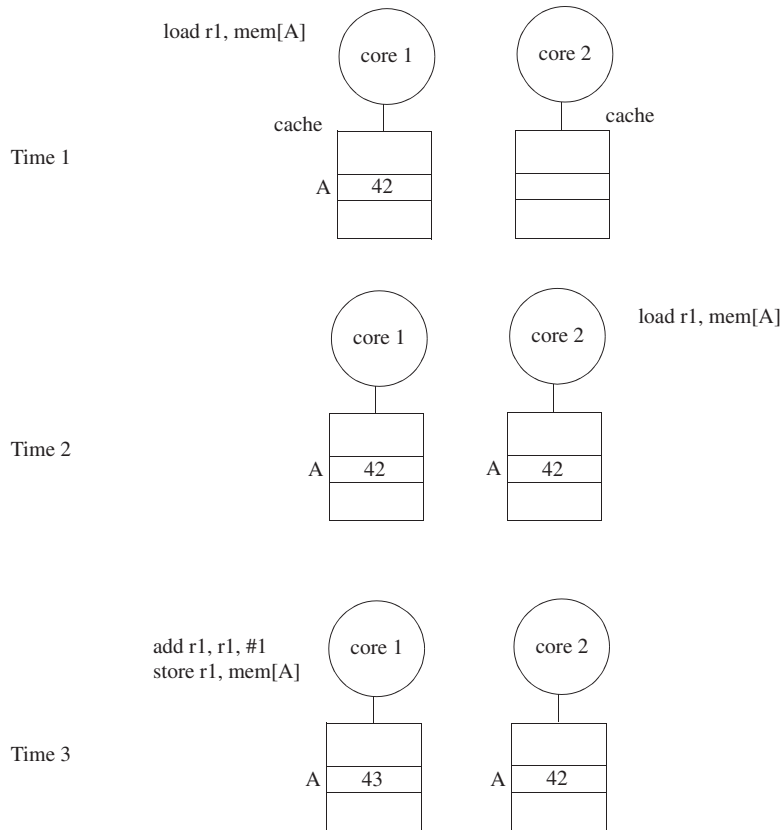 load r1, mem[A]
core 1
core 2
cache
cache
Time 1
A
42
core 1
core 2
load r1, mem[A]
Time 2
A
42
A
42
add r1, r1, #1
store r1, mem[A]
core 1
core 2
Time 3
A
43
A
42